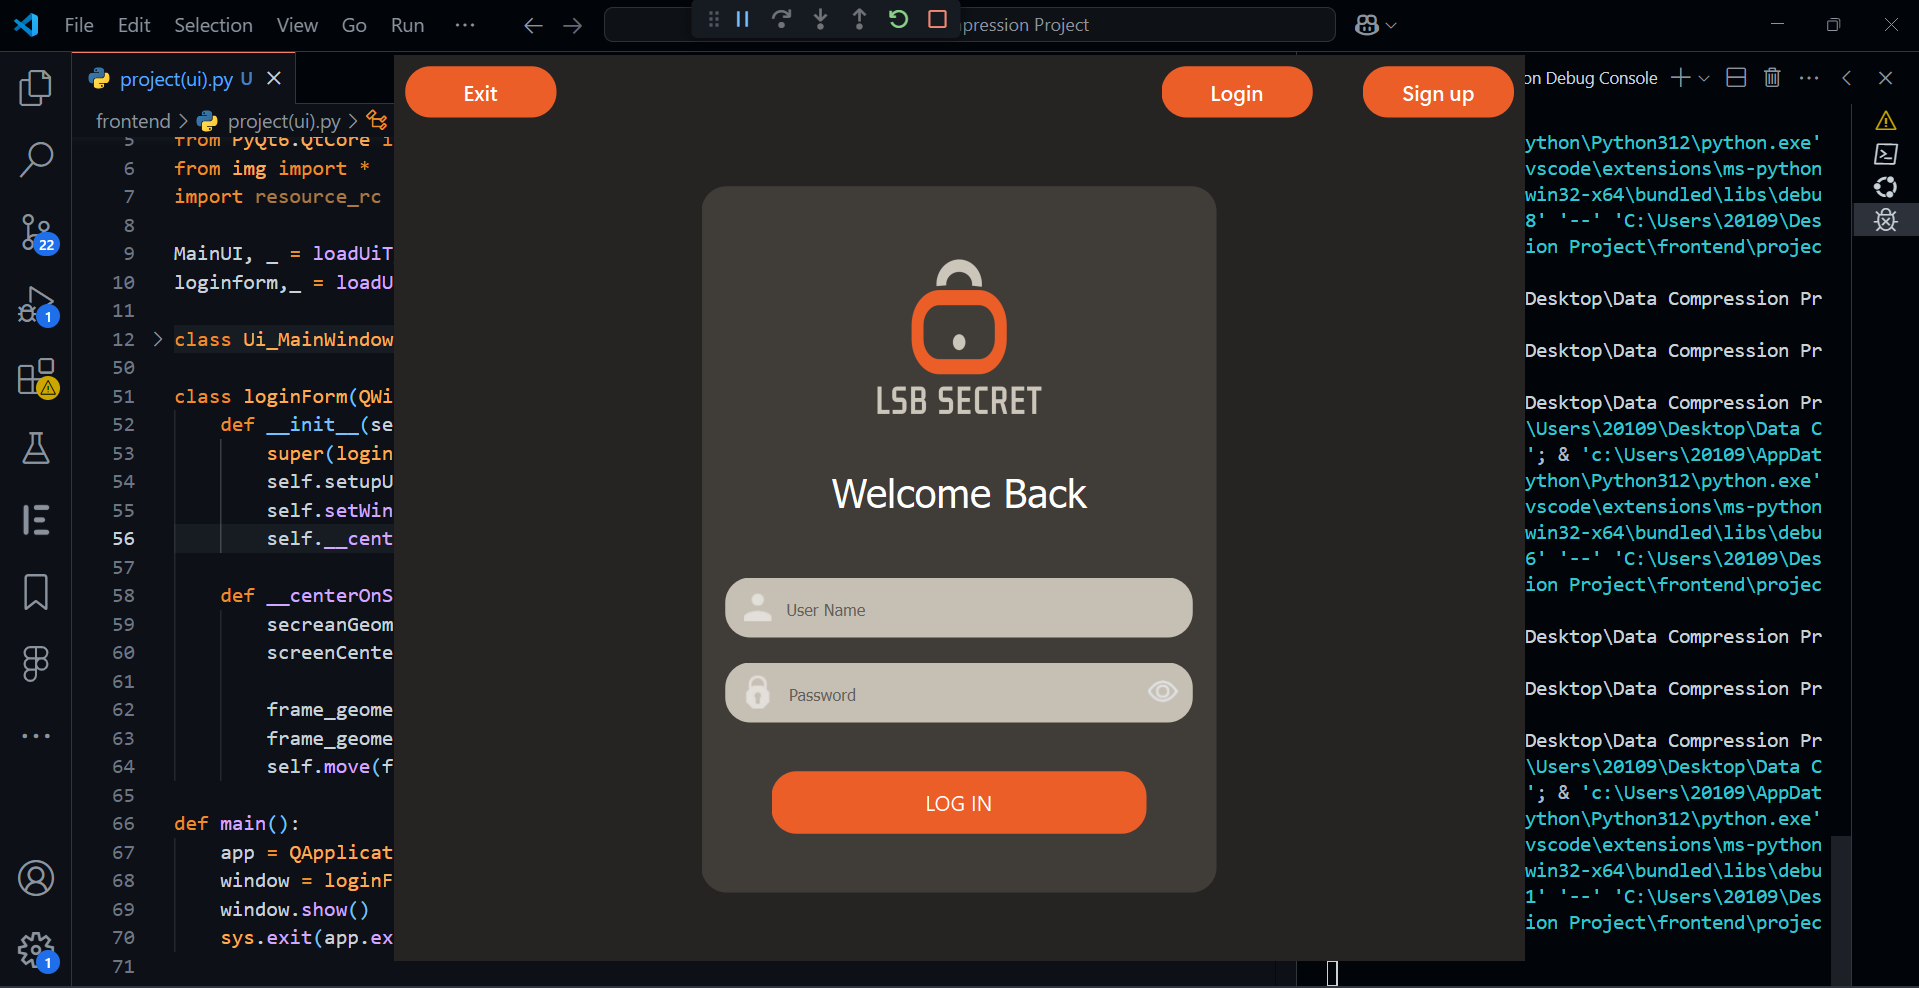 File Edit Selection View Go Run ···
pression Project
project(ui).py U
on Debug Console
frontend > project(ui).py >
5 from PyQt6.QtCore i
6 from img import *
7 import resource_rc
8
9 MainUI, _ = loadUiT
10 loginform,_ = loadU
11
12 class Ui_MainWindow
50
51 class loginForm(QWi
52 def __init__(se
53 super(login
54 self.setupU
55 self.setWin
56 self.__cent
57
58 def __centerOnS
59 secreanGeom
60 screenCente
61
62 frame_geome
63 frame_geome
64 self.move(f
65
66 def main():
67 app = QApplicat
68 window = loginF
69 window.show()
70 sys.exit(app.ex
71
22
1
1
Exit
Login
Sign up
LSB SECRET
Welcome Back
User Name
Password
LOG IN
ython\Python312\python.exe'
vscode\extensions\ms-python
win32-x64\bundled\libs\debu
8' '--' 'C:\Users\20109\Des
ion Project\frontend\projec
Desktop\Data Compression Pr
Desktop\Data Compression Pr
Desktop\Data Compression Pr
\Users\20109\Desktop\Data C
'; & 'c:\Users\20109\AppDat
ython\Python312\python.exe'
vscode\extensions\ms-python
win32-x64\bundled\libs\debu
6' '--' 'C:\Users\20109\Des
ion Project\frontend\projec
Desktop\Data Compression Pr
Desktop\Data Compression Pr
Desktop\Data Compression Pr
\Users\20109\Desktop\Data C
'; & 'c:\Users\20109\AppDat
ython\Python312\python.exe'
vscode\extensions\ms-python
win32-x64\bundled\libs\debu
1' '--' 'C:\Users\20109\Des
ion Project\frontend\projec